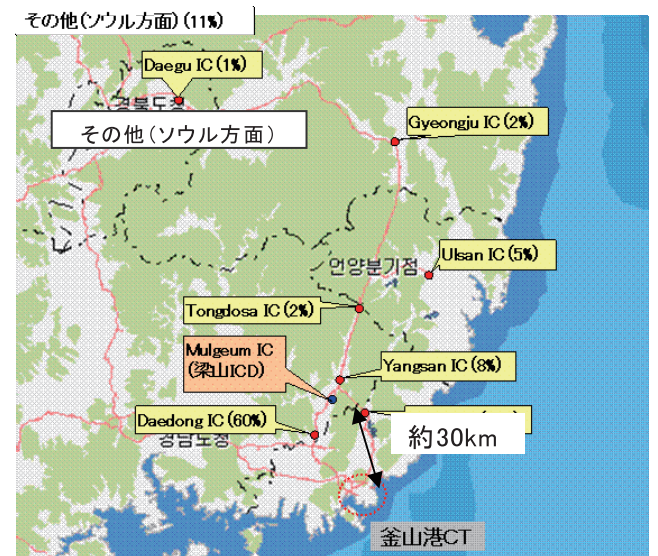 その他(ソウル方面)(11%)
Daegu IC(1%)
경북도청
その他(ソウル方面)
Gyeongju IC(2%)
언양분기점
Ulsan IC(5%)
Tongdosa IC(2%)
Mulgeum IC
(梁山ICD)
Yangsan IC(8%)
Daedong IC(60%)
경남도청
約30km
釜山港CT